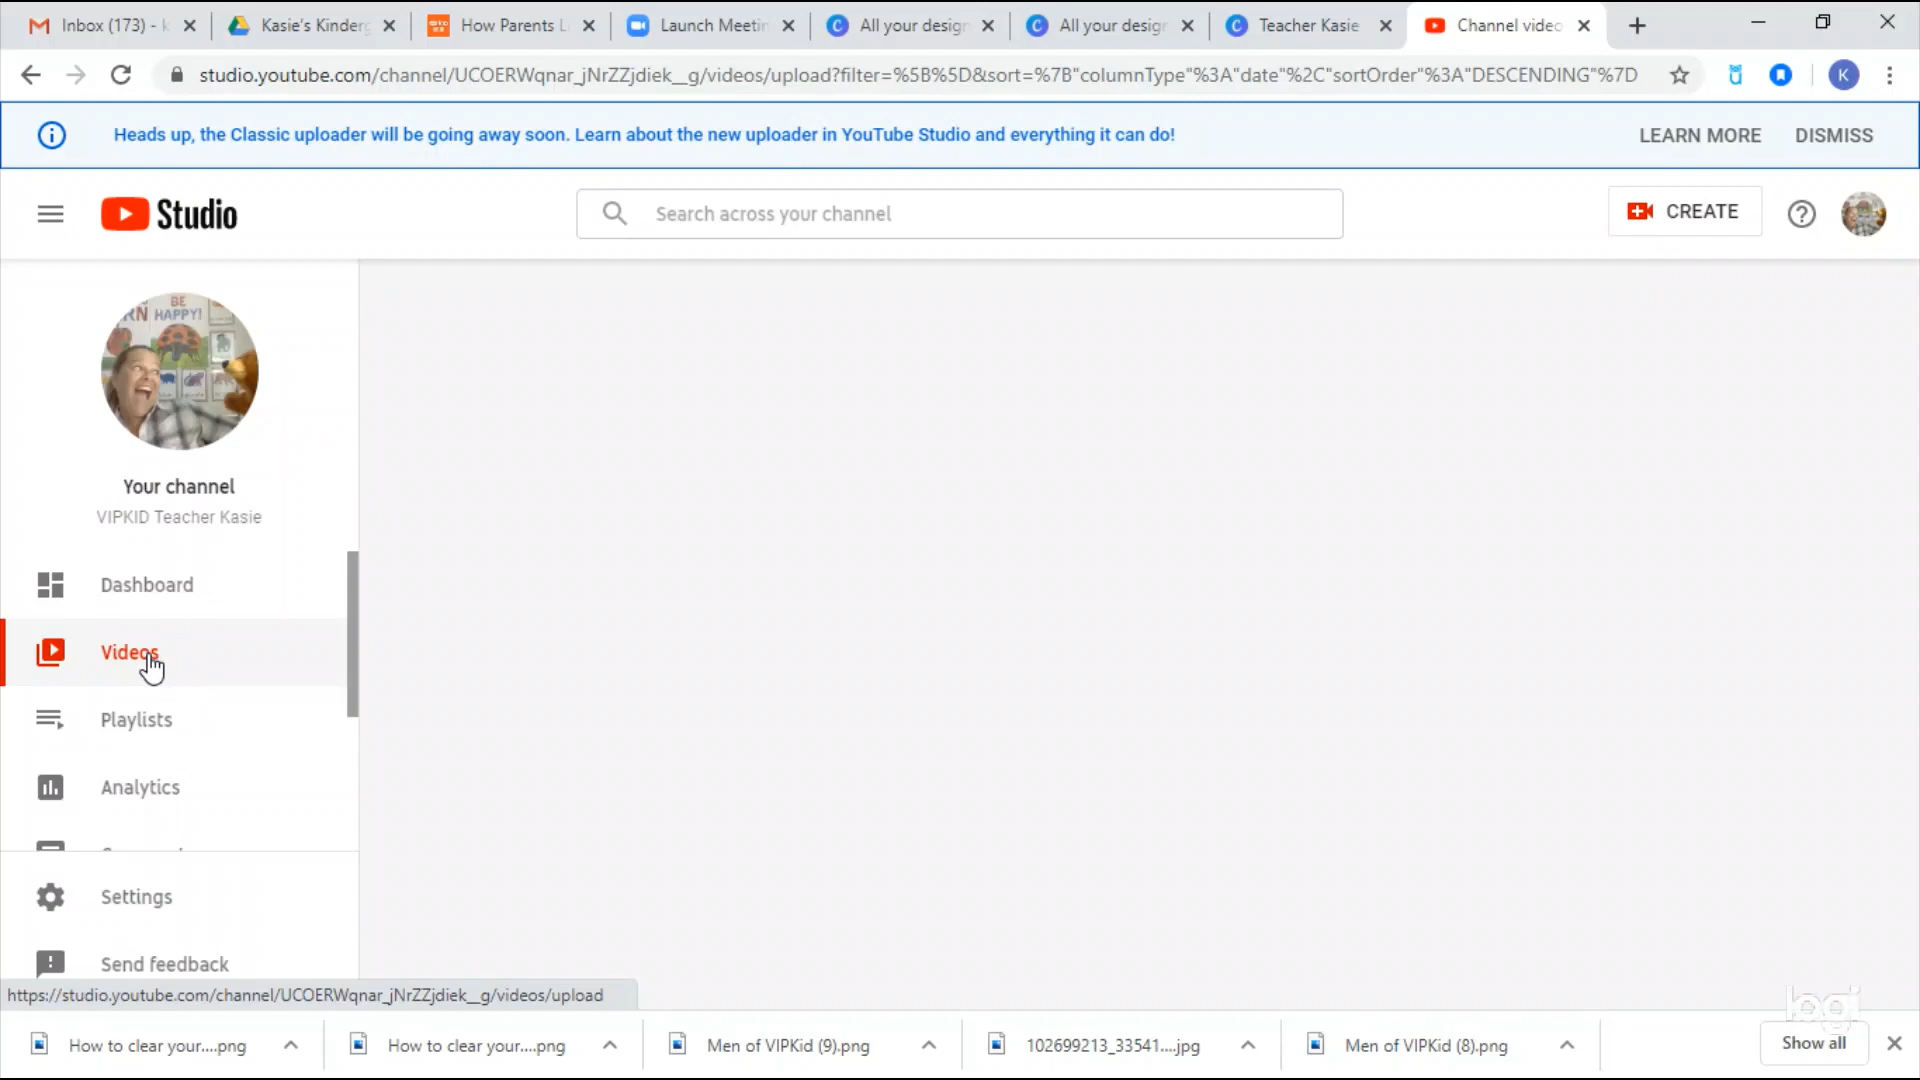 Inbox (173) - k
Kasie's Kinderg
How Parents L
Launch Meetin
All your design
All your design
Teacher Kasie
Channel video
studio.youtube.com/channel/UCOERWqnar_jNrZZjdiek__g/videos/upload?filter=%5B%5D&sort=%7B"columnType"%3A"date"%2C"sortOrder"%3A"DESCENDING"%7D
K
Heads up, the Classic uploader will be going away soon. Learn about the new uploader in YouTube Studio and everything it can do!
LEARN MORE
DISMISS
Studio
Search across your channel
CREATE
BE
RN HAPPY!
Your channel
VIPKID Teacher Kasie
Dashboard
Videos
Playlists
Analytics
Settings
Send feedback
https://studio.youtube.com/channel/UCOERWqnar_jNrZZjdiek__g/videos/upload
logi
How to clear your....png
How to clear your....png
Men of VIPKid (9).png
102699213_33541....jpg
Men of VIPKid (8).png
Show all